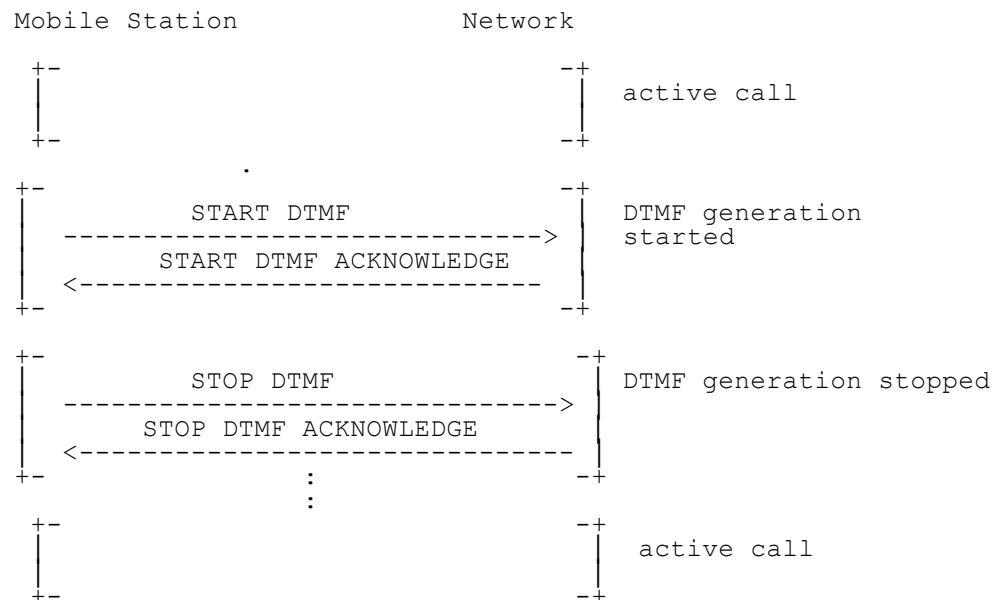 Mobile Station Network
+- -+
| | active call
| |
+- -+
.
+- -+
| START DTMF | DTMF generation
| ------------------------------> | started
| START DTMF ACKNOWLEDGE |
| <----------------------------- |
+- -+
+- -+
| STOP DTMF | DTMF generation stopped
| -------------------------------> |
| STOP DTMF ACKNOWLEDGE |
| <------------------------------- |
+- : -+
:
+- -+
| | active call
| |
+- -+